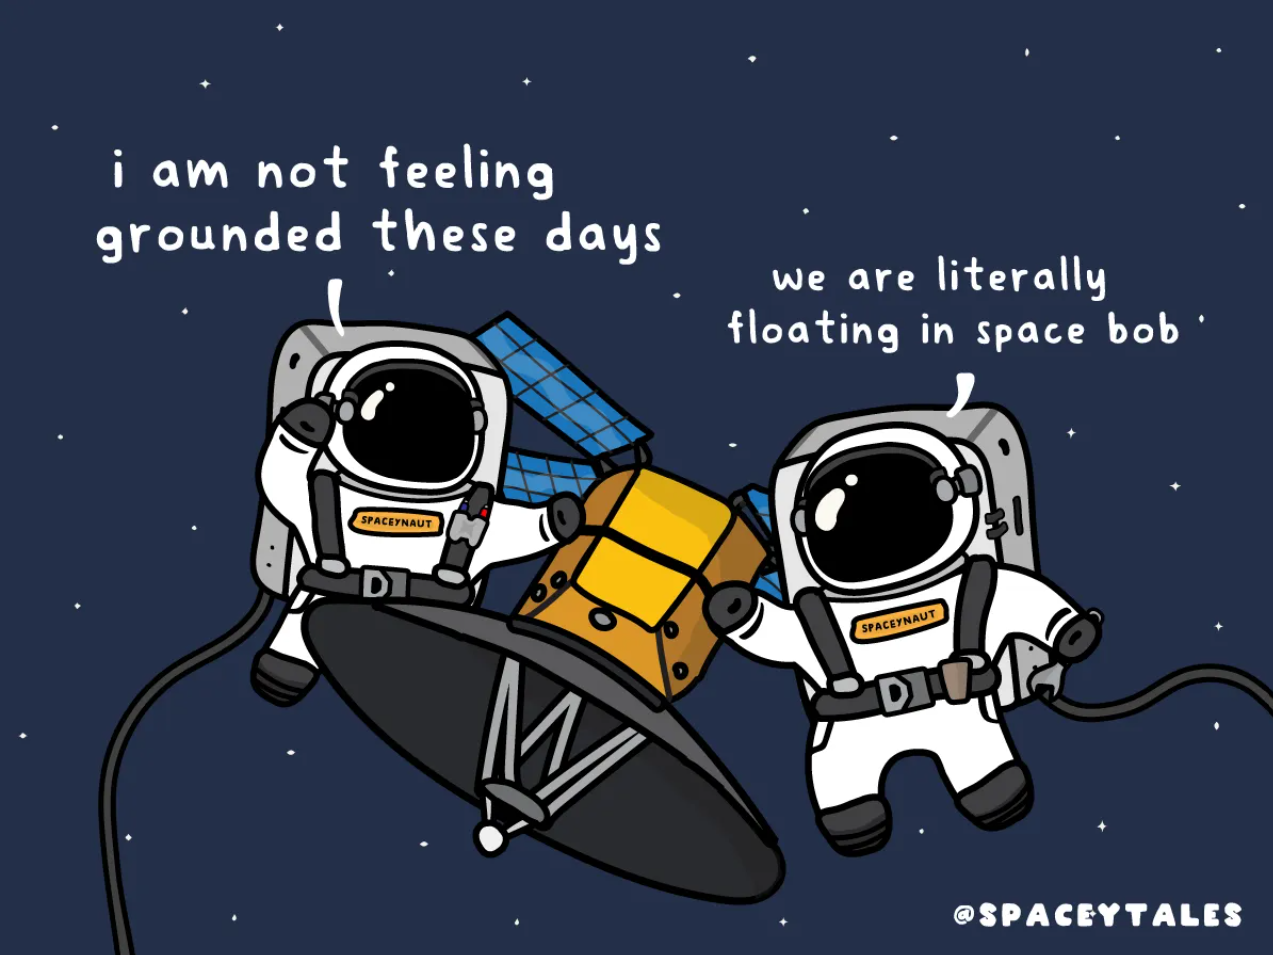 i am not feeling
grounded these days
we are literally
floating in space bob
SPACEYNAUT
SPACEYNAUT
@SPACEYTALES